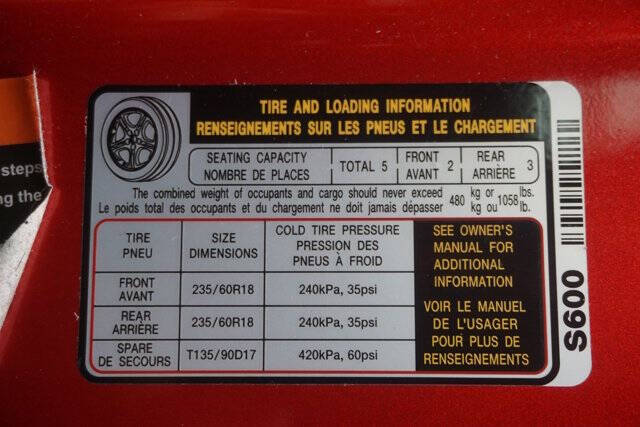 steps
ng the
TIRE AND LOADING INFORMATION
RENSEIGNEMENTS SUR LES PNEUS ET LE CHARGEMENT
SEATING CAPACITY
NOMBRE DE PLACES
TOTAL 5
FRONT
AVANT 2
REAR
ARRIÈRE 3
The combined weight of occupants and cargo should never exceed 480 kg or 1058 lbs.
Le poids total des occupants et du chargement ne doit jamais dépasser 480 kg ou 1058 lb.
TIRE
PNEU
SIZE
DIMENSIONS
COLD TIRE PRESSURE
PRESSION DES
PNEUS À FROID
FRONT
AVANT
235/60R18
240kPa, 35psi
REAR
ARRIÈRE
235/60R18
240kPa, 35psi
SPARE
DE SECOURS
T135/90D17
420kPa, 60psi
SEE OWNER'S
MANUAL FOR
ADDITIONAL
INFORMATION
VOIR LE MANUEL
DE L'USAGER
POUR PLUS DE
RENSEIGNEMENTS
S600